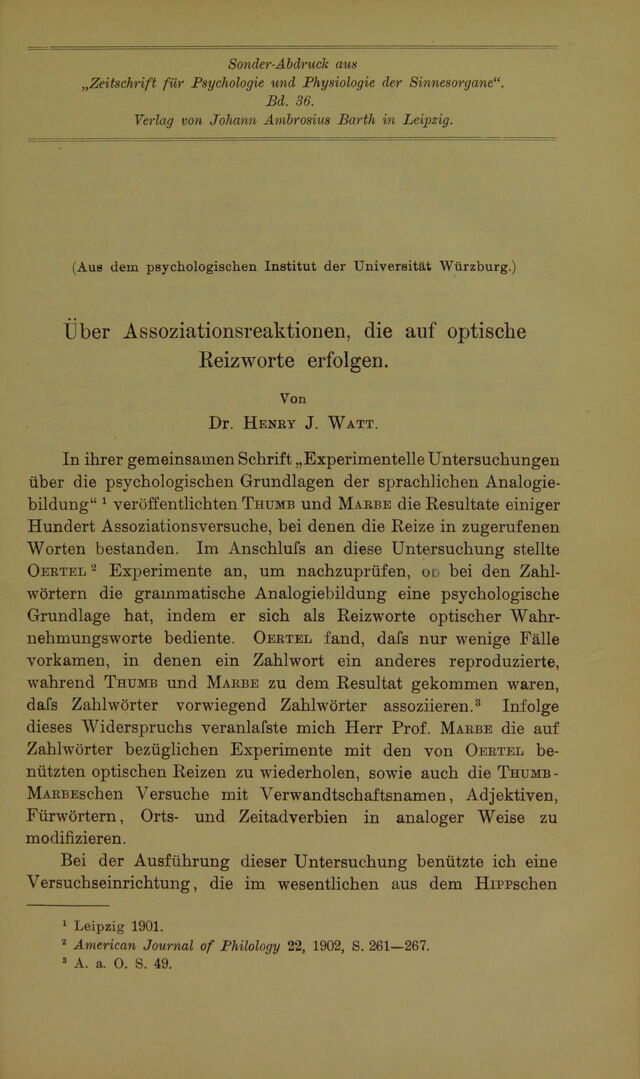 Sonder-Abdruck aus
„Zeitschrift für Psychologie und Physiologie der Sinnesorgane“.
Bd. 36.
Verlag von Johann Ambrosius Barth in Leipzig.
(Aus dem psychologischen Institut der Universität Würzburg.)
Über Assoziationsreaktionen, die auf optische
Reizworte erfolgen.
Von
Dr. Henry J. Watt.
In ihrer gemeinsamen Schrift „Experimentelle Untersuchungen
über die psychologischen Grundlagen der sprachlichen Analogie-
bildung“ ¹ veröffentlichten Thumb und Marbe die Resultate einiger
Hundert Assoziationsversuche, bei denen die Reize in zugerufenen
Worten bestanden. Im Anschluſs an diese Untersuchung stellte
Oertel ² Experimente an, um nachzuprüfen, ob bei den Zahl-
wörtern die grammatische Analogiebildung eine psychologische
Grundlage hat, indem er sich als Reizworte optischer Wahr-
nehmungsworte bediente. Oertel fand, daſs nur wenige Fälle
vorkamen, in denen ein Zahlwort ein anderes reproduzierte,
wahrend Thumb und Marbe zu dem Resultat gekommen waren,
daſs Zahlwörter vorwiegend Zahlwörter assoziieren.³ Infolge
dieses Widerspruchs veranlaſste mich Herr Prof. Marbe die auf
Zahlwörter bezüglichen Experimente mit den von Oertel be-
nützten optischen Reizen zu wiederholen, sowie auch die Thumb-
Marbeschen Versuche mit Verwandtschaftsnamen, Adjektiven,
Fürwörtern, Orts- und Zeitadverbien in analoger Weise zu
modifizieren.
Bei der Ausführung dieser Untersuchung benützte ich eine
Versuchseinrichtung, die im wesentlichen aus dem Hippschen
¹ Leipzig 1901.
² American Journal of Philology 22, 1902, S. 261—267.
³ A. a. O. S. 49.